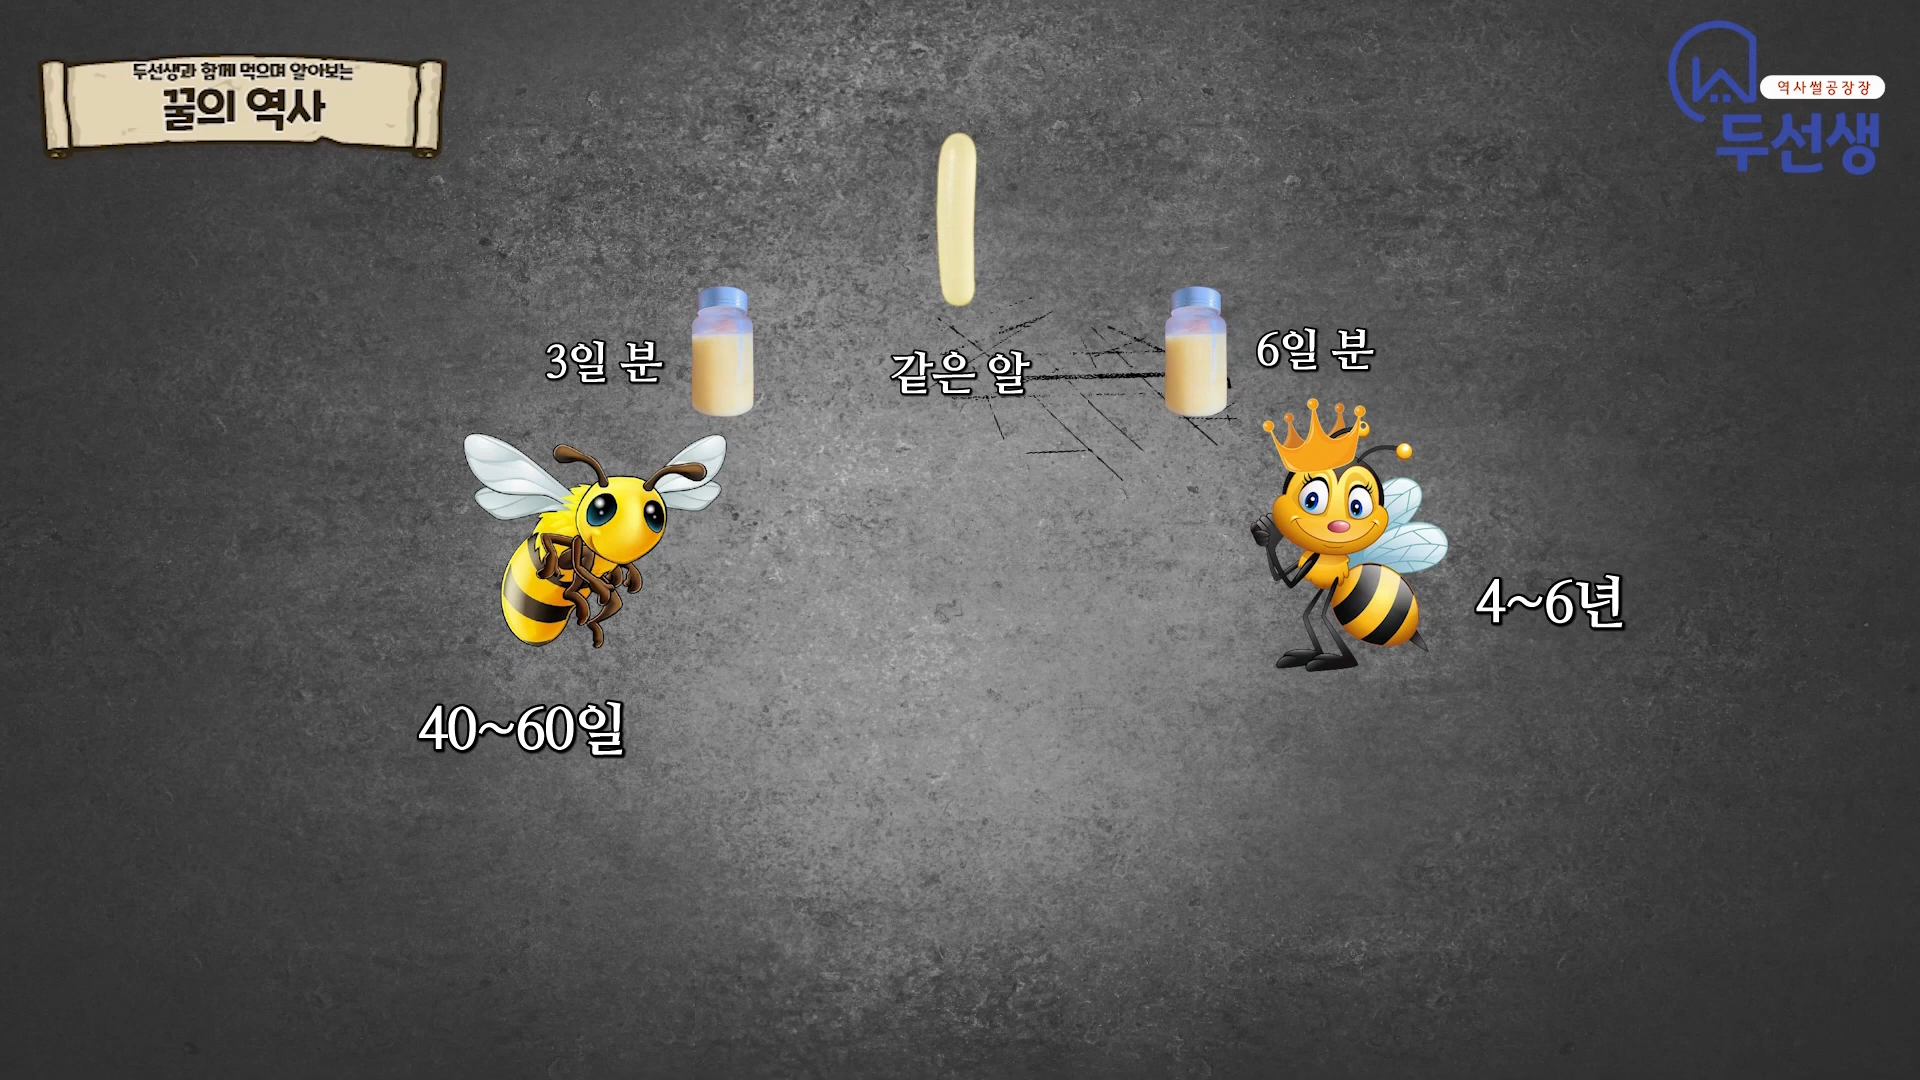 두선생과 함께 먹으며 알아보는
꿀의 역사
역사썰공장장
두선생
3일 분
같은 알
6일 분
4~6년
40~60일